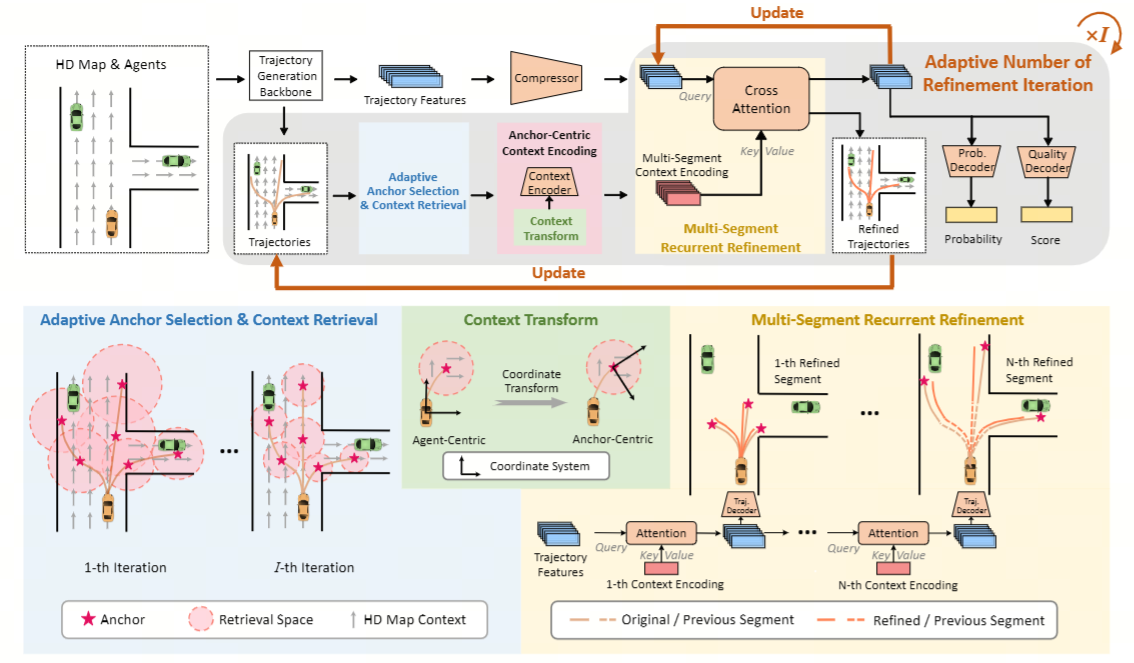 Update
×I
HD Map & Agents
Trajectory
Generation
Backbone
Trajectory Features
Compressor
Query
Cross
Attention
Adaptive Number of
Refinement Iteration
Key Value
Trajectories
Adaptive
Anchor Selection
& Context Retrieval
Anchor-Centric
Context Encoding
Context
Encoder
Context
Transform
Multi-Segment
Context Encoding
Multi-Segment
Recurrent Refinement
Refined
Trajectories
Prob.
Decoder
Quality
Decoder
Probability
Score
Update
Adaptive Anchor Selection & Context Retrieval
1-th Iteration
...
I-th Iteration
Anchor
Retrieval Space
HD Map Context
Context Transform
Coordinate
Transform
Agent-Centric
Anchor-Centric
Coordinate System
Multi-Segment Recurrent Refinement
1-th Refined
Segment
...
N-th Refined
Segment
Traj.
Decoder
Traj.
Decoder
Trajectory
Features
Query
Attention
Key Value
1-th Context Encoding
...
Query
Attention
Key Value
N-th Context Encoding
Original / Previous Segment
Refined / Previous Segment